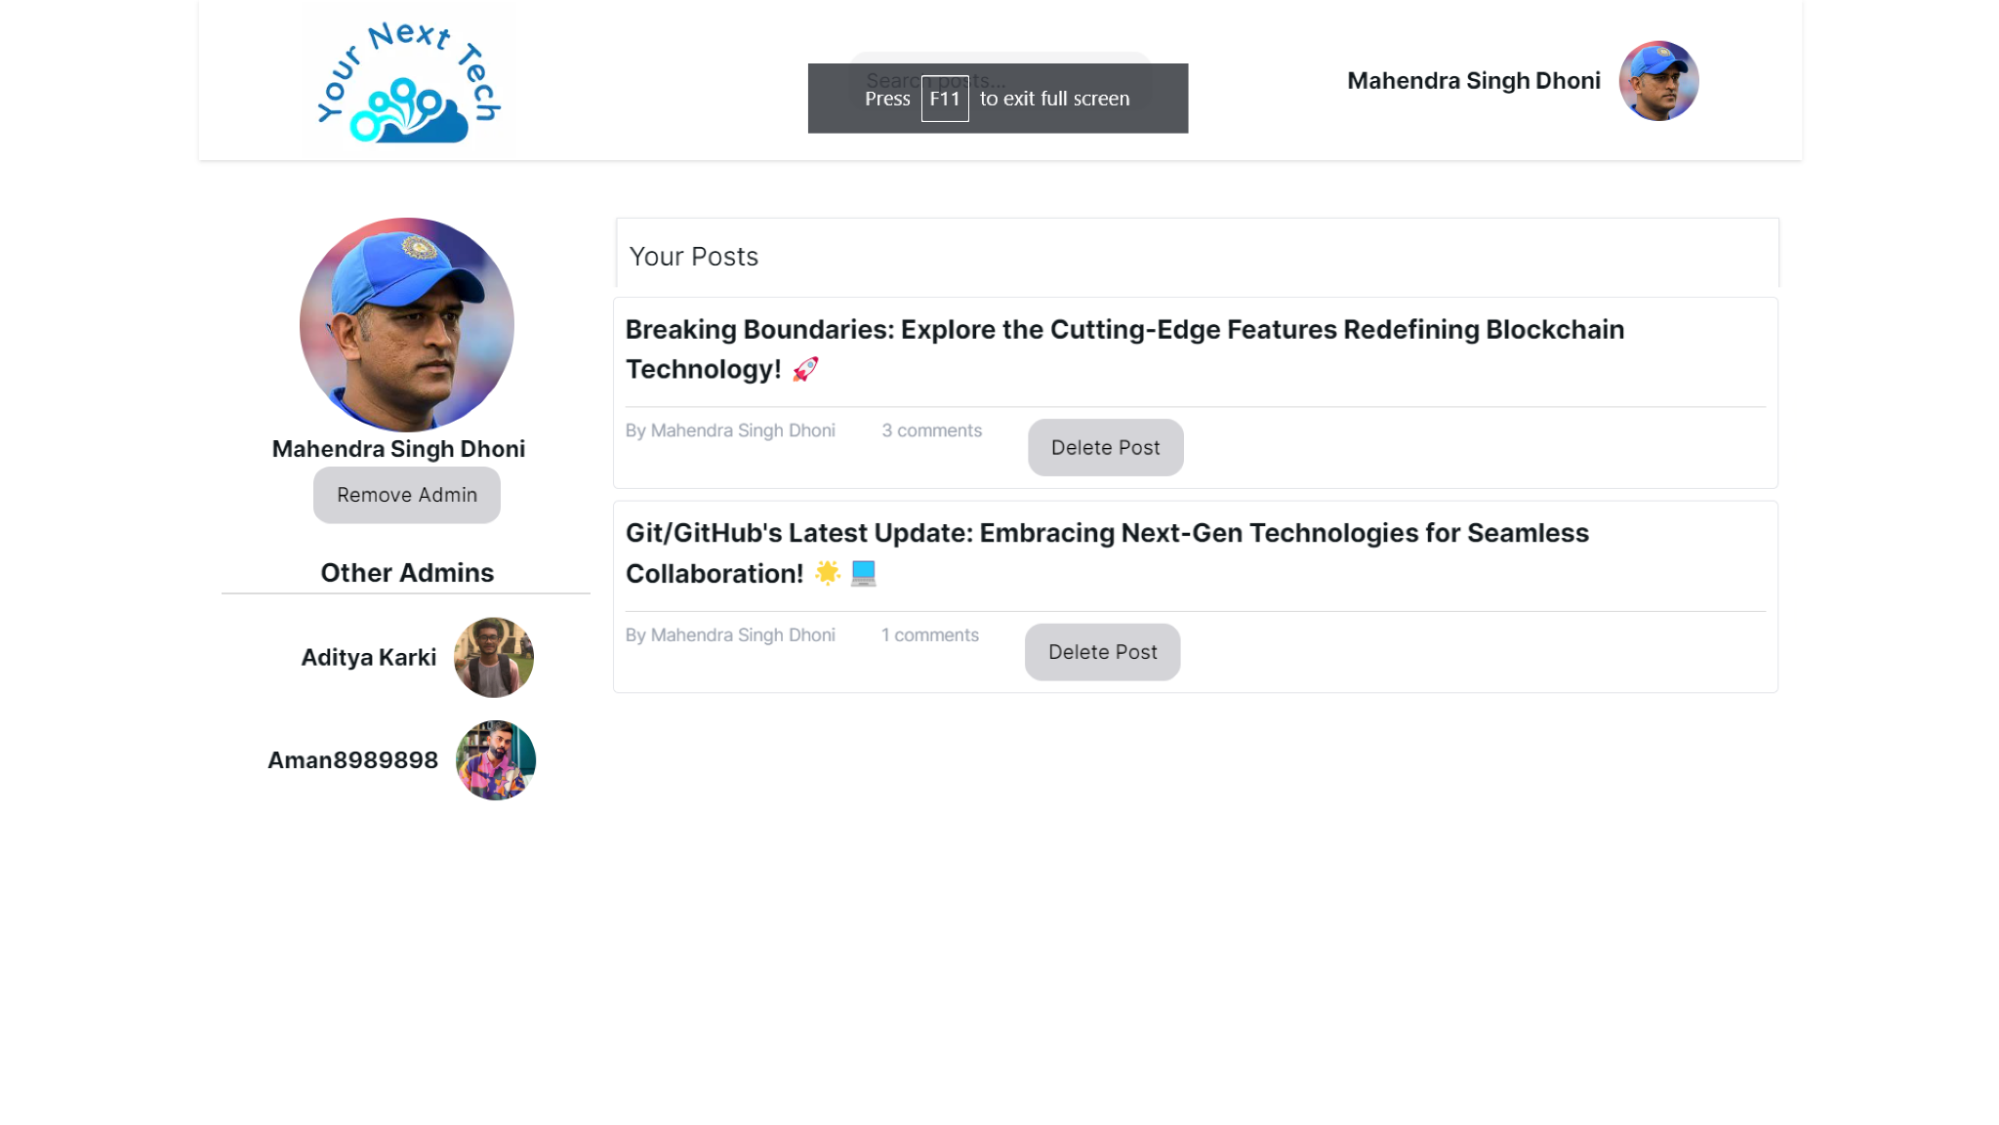 Your Next Tech
Search posts...
Press F11 to exit full screen
Mahendra Singh Dhoni
Mahendra Singh Dhoni
Remove Admin
Other Admins
Aditya Karki
Aman8989898
Your Posts
Breaking Boundaries: Explore the Cutting-Edge Features Redefining Blockchain
Technology! 🚀
By Mahendra Singh Dhoni 3 comments Delete Post
Git/GitHub's Latest Update: Embracing Next-Gen Technologies for Seamless
Collaboration! 🌟 💻
By Mahendra Singh Dhoni 1 comments Delete Post